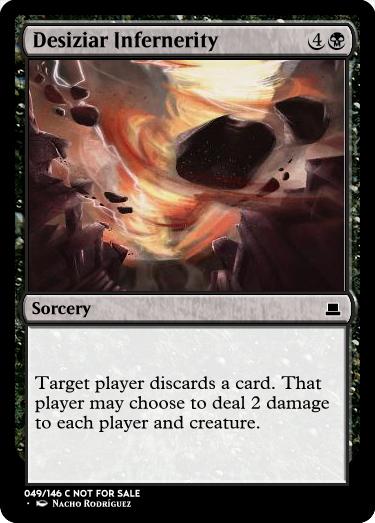 Desiziar Infernerity 4
Sorcery
Target player discards a card. That
player may choose to deal 2 damage
to each player and creature.
049/146 C NOT FOR SALE
· Nacho Rodríguez